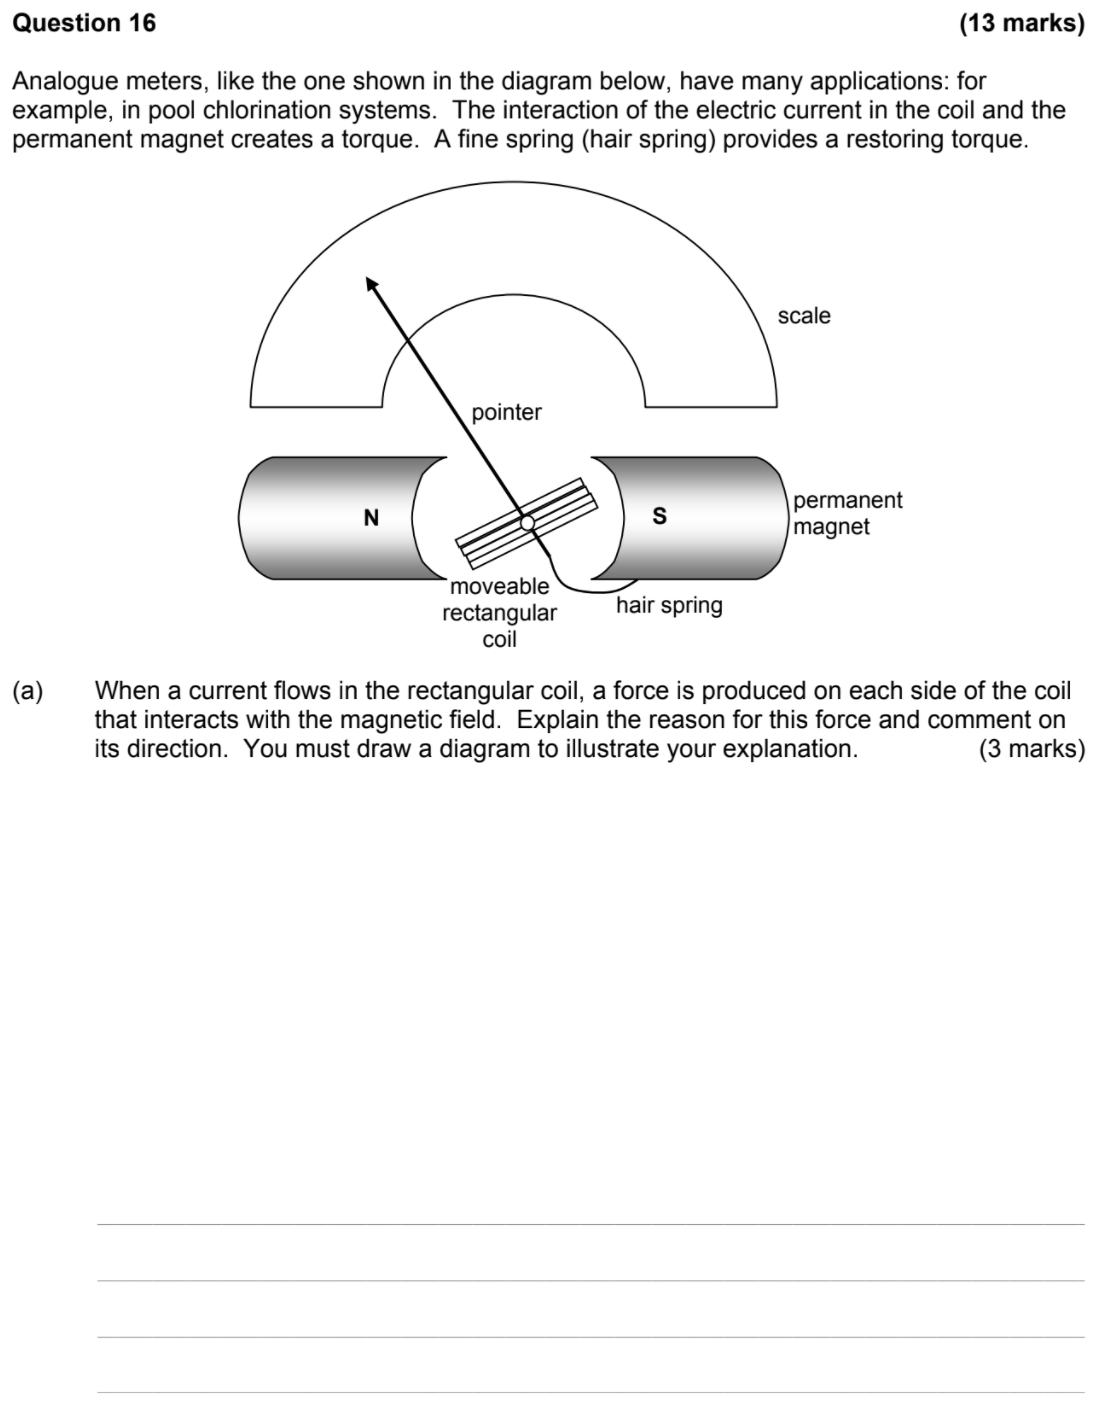 Question 16 (13 marks)
Analogue meters, like the one shown in the diagram below, have many applications: for
example, in pool chlorination systems. The interaction of the electric current in the coil and the
permanent magnet creates a torque. A fine spring (hair spring) provides a restoring torque.
scale
pointer
N
S
permanent
magnet
moveable
rectangular
coil
hair spring
(a) When a current flows in the rectangular coil, a force is produced on each side of the coil
that interacts with the magnetic field. Explain the reason for this force and comment on
its direction. You must draw a diagram to illustrate your explanation. (3 marks)